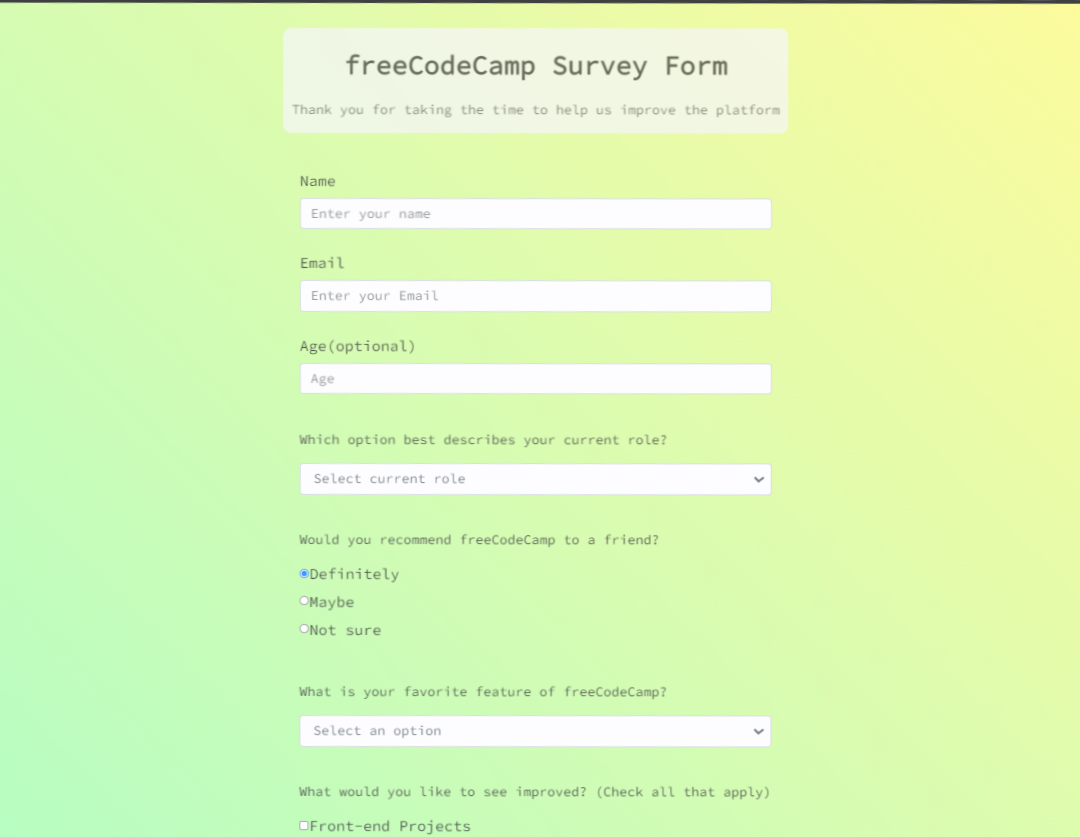 freeCodeCamp Survey Form
Thank you for taking the time to help us improve the platform
Name
Enter your name
Email
Enter your Email
Age(optional)
Age
Which option best describes your current role?
Select current role
Would you recommend freeCodeCamp to a friend?
Definitely
Maybe
Not sure
What is your favorite feature of freeCodeCamp?
Select an option
What would you like to see improved? (Check all that apply)
Front-end Projects